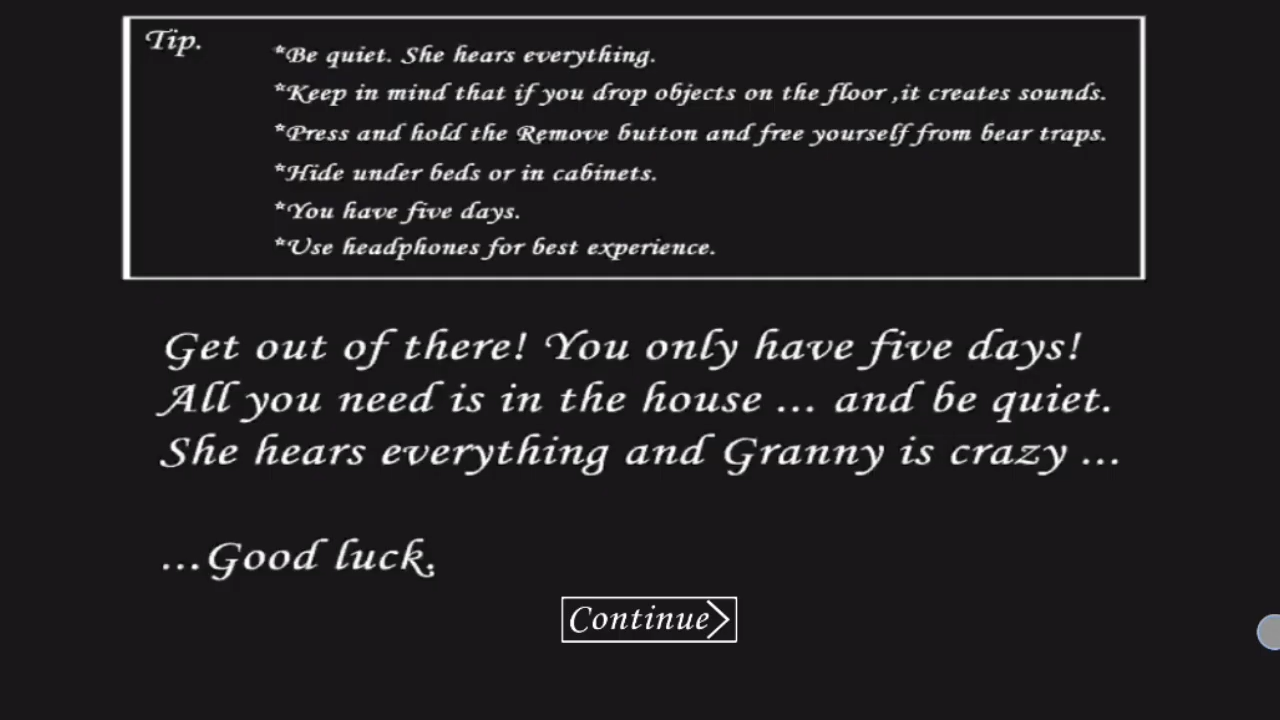 Tip.
*Be quiet. She hears everything.
*Keep in mind that if you drop objects on the floor ,it creates sounds.
*Press and hold the Remove button and free yourself from bear traps.
*Hide under beds or in cabinets.
*You have five days.
*Use headphones for best experience.
Get out of there! You only have five days!
All you need is in the house ... and be quiet.
She hears everything and Granny is crazy ...
...Good luck.
Continue>